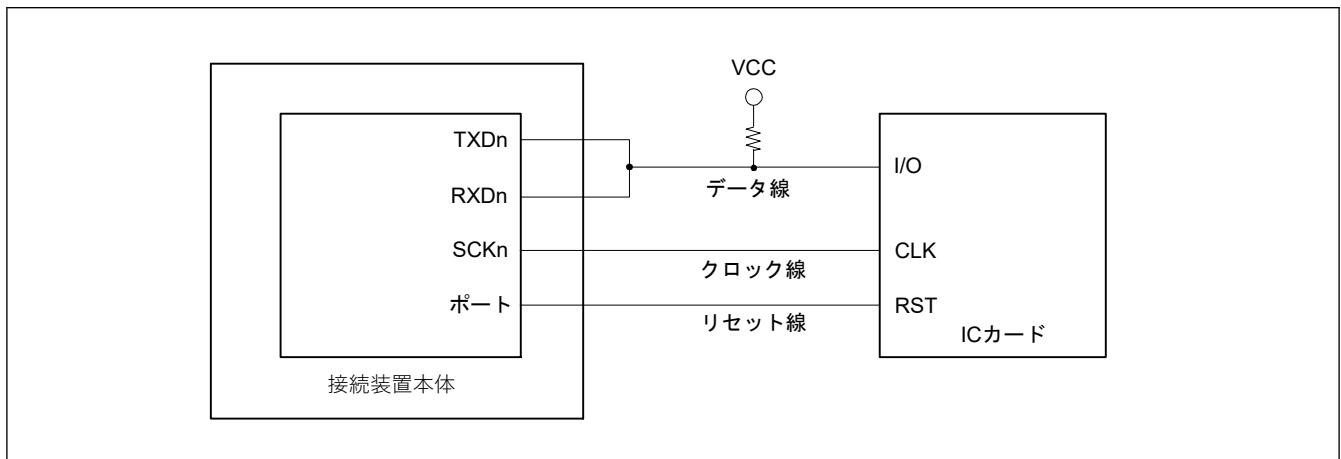 VCC
TXDn
RXDn
SCKn
ポート
接続装置本体
データ線
クロック線
リセット線
I/O
CLK
RST
ICカード